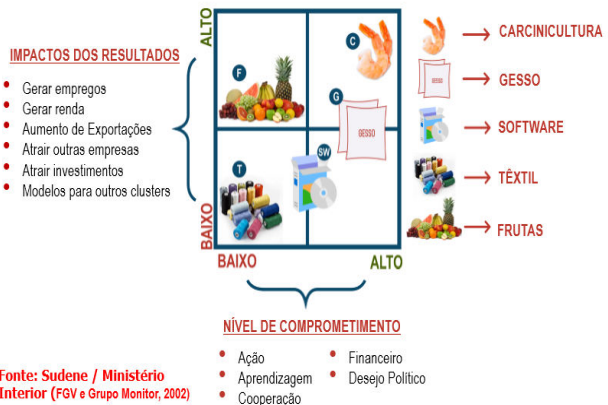 ALTO
IMPACTOS DOS RESULTADOS
• Gerar empregos
• Gerar renda
• Aumento de Exportações
• Atrair outras empresas
• Atrair investimentos
• Modelos para outros clusters
C
F
G
GESSO
SW
T
BAIXO
BAIXO
ALTO
CARCINICULTURA
GESSO
SOFTWARE
TÊXTIL
FRUTAS
NÍVEL DE COMPROMETIMENTO
• Ação
• Aprendizagem
• Cooperação
• Financeiro
• Desejo Político
Fonte: Sudene / Ministério
Interior (FGV e Grupo Monitor, 2002)